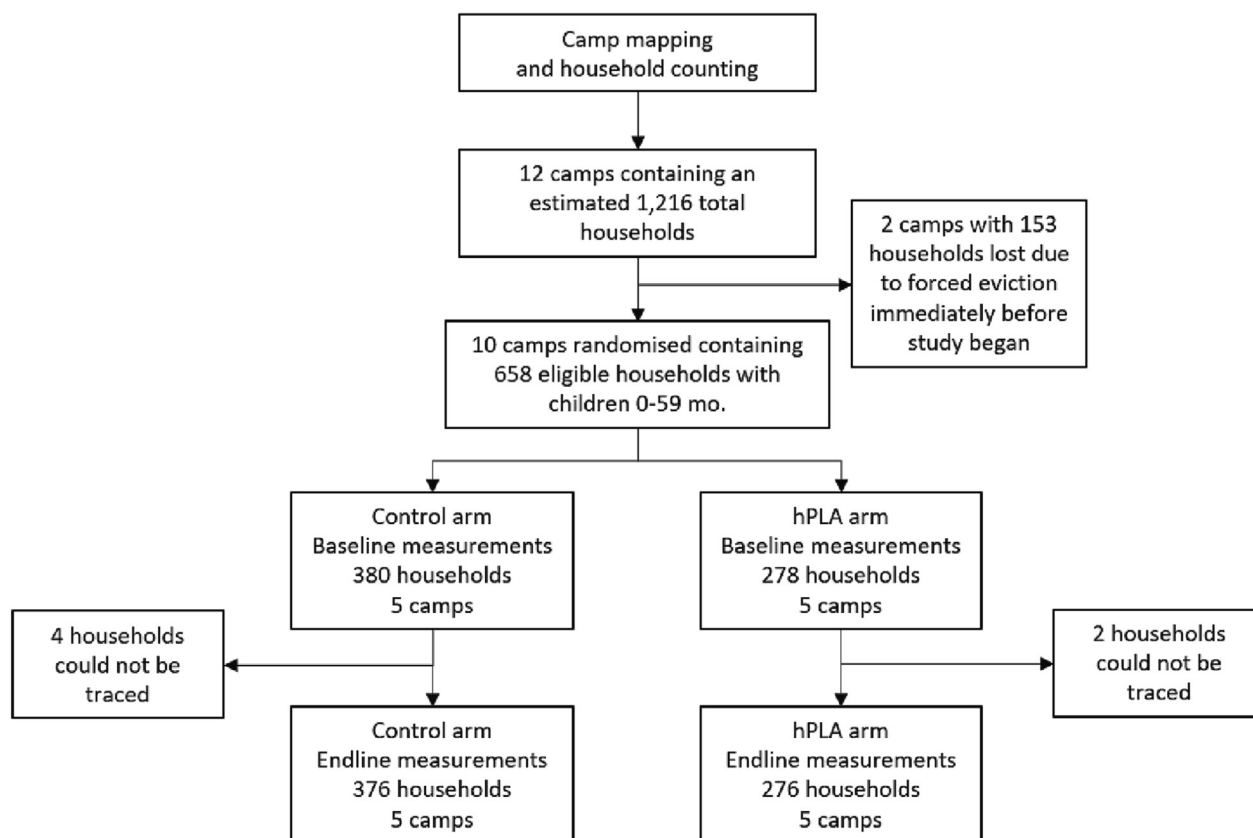 Camp mapping
and household counting
12 camps containing an
estimated 1,216 total
households
2 camps with 153
households lost due
to forced eviction
immediately before
study began
10 camps randomised containing
658 eligible households with
children 0-59 mo.
Control arm
Baseline measurements
380 households
5 camps
hPLA arm
Baseline measurements
278 households
5 camps
4 households
could not be
traced
2 households
could not be
traced
Control arm
Endline measurements
376 households
5 camps
hPLA arm
Endline measurements
276 households
5 camps